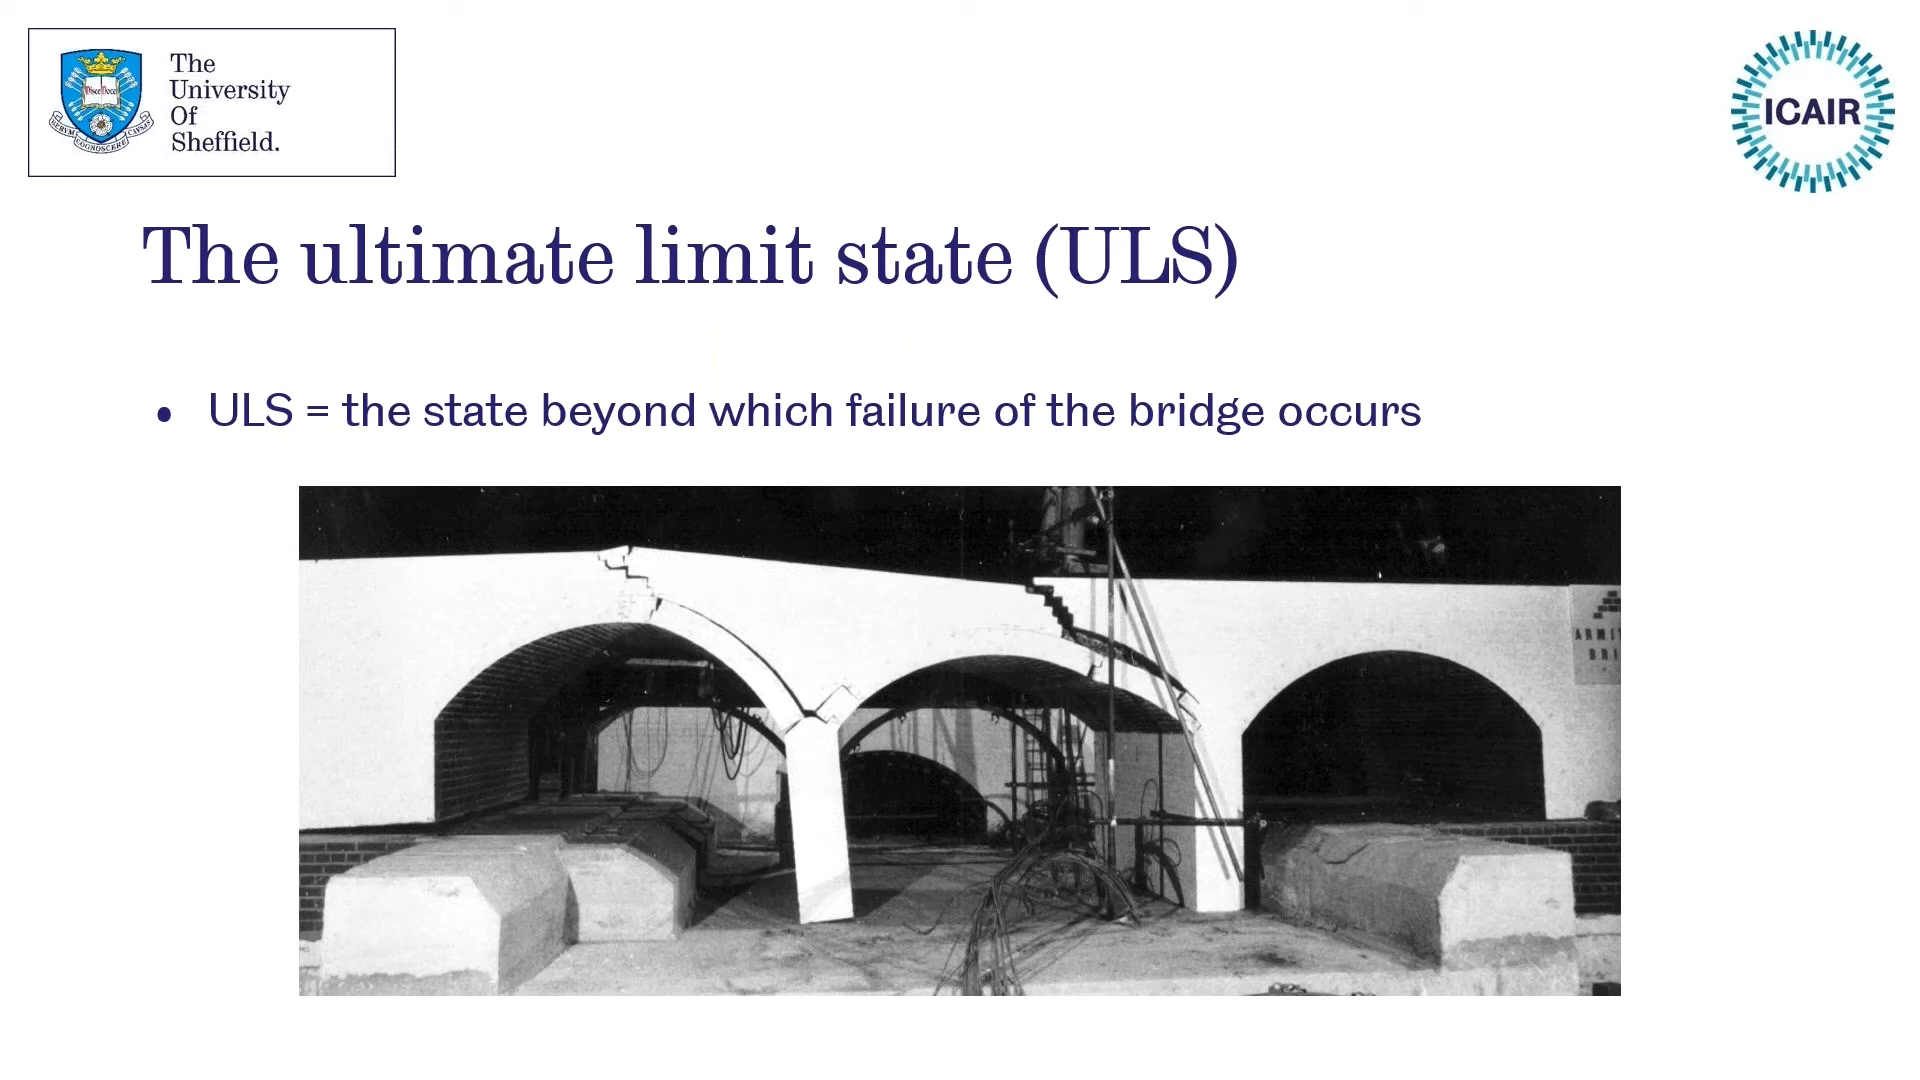 The
University
Of
Sheffield.
ICAIR
The ultimate limit state (ULS)
• ULS = the state beyond which failure of the bridge occurs